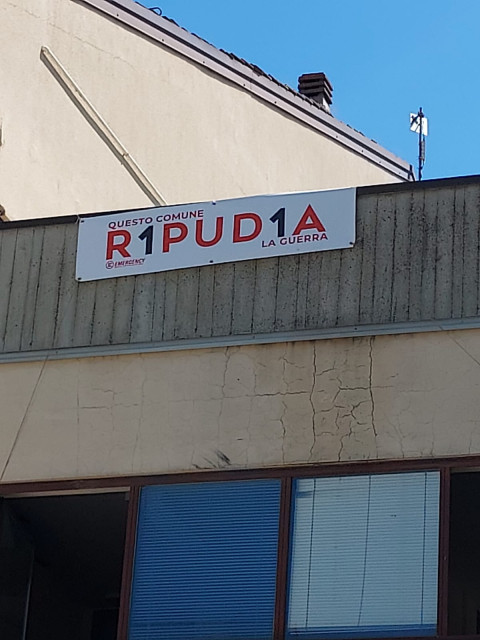 QUESTO COMUNE
R1PUD1A
LA GUERRA
EMERGENCY